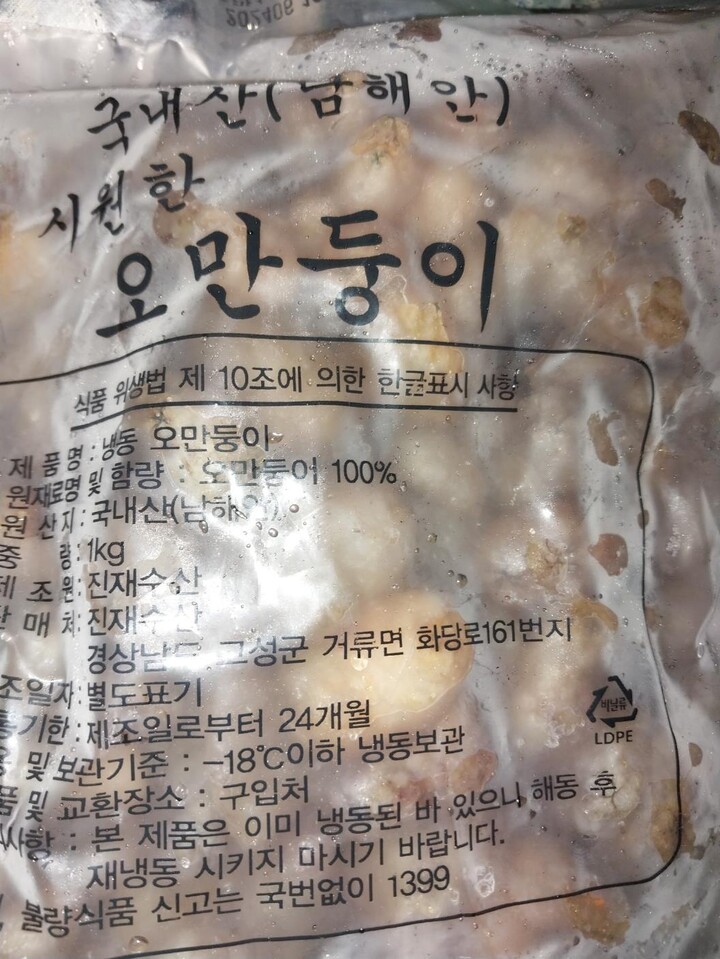 202406
국내산(남해안)
시원한
오만둥이
식품 위생법 제 10조에 의한 한글표시 사항
제품명 : 냉동 오만둥이
원재료명 및 함량 : 오만둥이 100%
원산지 : 국내산(남해안)
중 량 : 1kg
제조원 : 진재수산
판매처 : 진재수산
경상남도 고성군 거류면 화당로161번지
조일자 : 별도표기
통기한 : 제조일로부터 24개월
및 보관기준 : -18℃이하 냉동보관
품 및 교환장소 : 구입처
사항 : 본 제품은 이미 냉동된 바 있으니 해동 후
재냉동 시키지 마시기 바랍니다.
불량식품 신고는 국번없이 1399
비닐류
LDPE